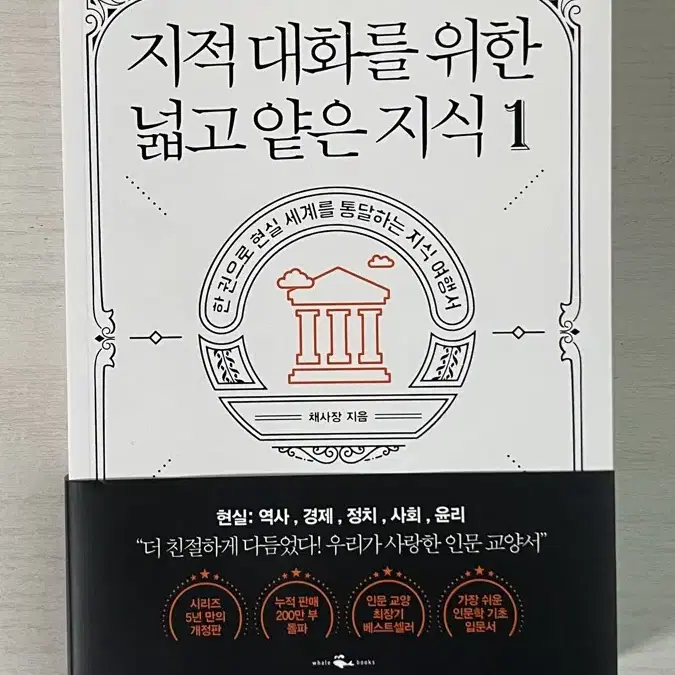 지적 대화를 위한
넓고 얕은 지식 1
한 권으로 현실 세계를 통달하는 지식 여행서
채사장 지음
현실: 역사 , 경제 , 정치 , 사회 , 윤리
“더 친절하게 다듬었다! 우리가 사랑한 인문 교양서”
시리즈
5년 만의
개정판
누적 판매
200만 부
돌파
인문 교양
최장기
베스트셀러
가장 쉬운
인문학 기초
입문서
whale books